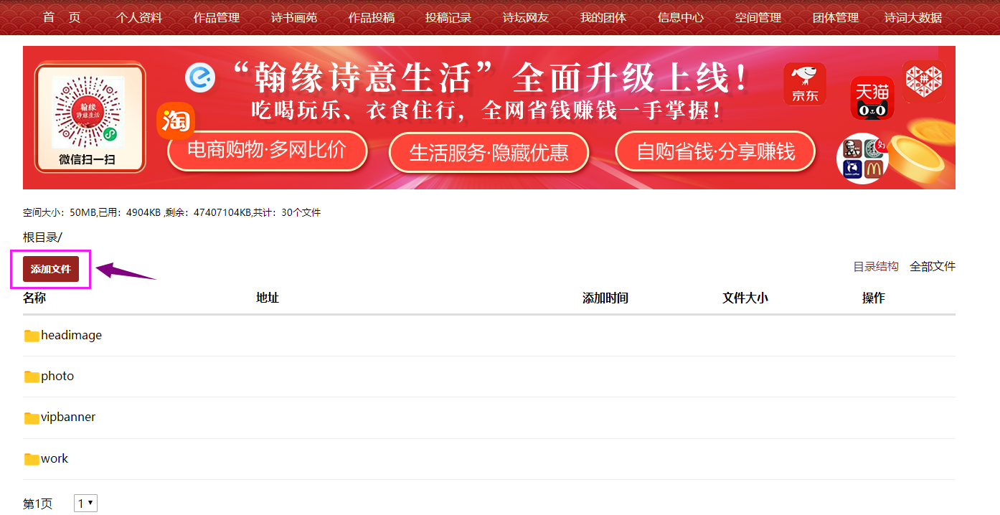 首 页 个人资料 作品管理 诗书画苑 作品投稿 投稿记录 诗坛网友 我的团体 信息中心 空间管理 团体管理 诗词大数据
“翰缘诗意生活”全面升级上线！
吃喝玩乐、衣食住行，全网省钱赚钱一手掌握！
翰缘
诗意生活
微信扫一扫
淘
电商购物·多网比价
生活服务·隐藏优惠
自购省钱·分享赚钱
京东
天猫
拼
空间大小：50MB,已用：4904KB ,剩余：47407104KB,共计：30个文件
根目录/
添加文件
目录结构 全部文件
名称 地址 添加时间 文件大小 操作
headimage
photo
vipbanner
work
第1页 1